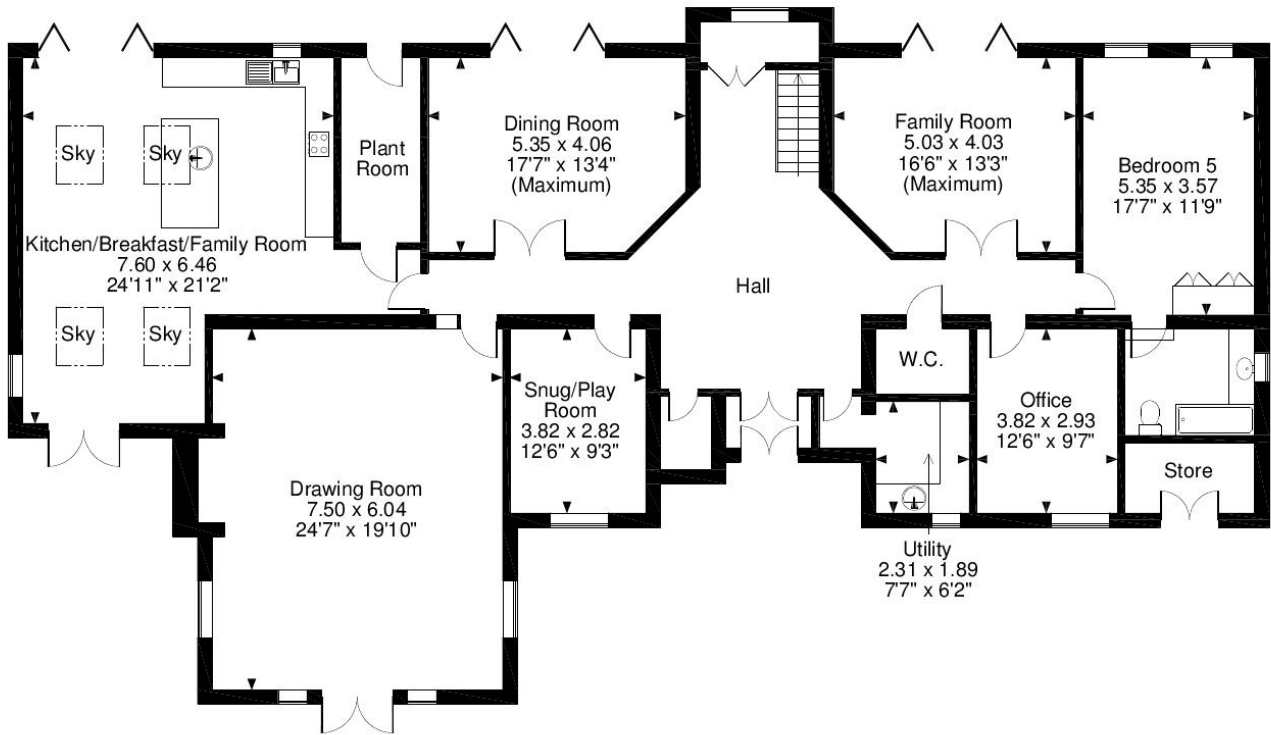 Sky
Sky
Kitchen/Breakfast/Family Room
7.60 x 6.46
24'11" x 21'2"
Sky
Sky
Plant
Room
Dining Room
5.35 x 4.06
17'7" x 13'4"
(Maximum)
Family Room
5.03 x 4.03
16'6" x 13'3"
(Maximum)
Bedroom 5
5.35 x 3.57
17'7" x 11'9"
Hall
Drawing Room
7.50 x 6.04
24'7" x 19'10"
Snug/Play
Room
3.82 x 2.82
12'6" x 9'3"
W.C.
Office
3.82 x 2.93
12'6" x 9'7"
Store
Utility
2.31 x 1.89
7'7" x 6'2"